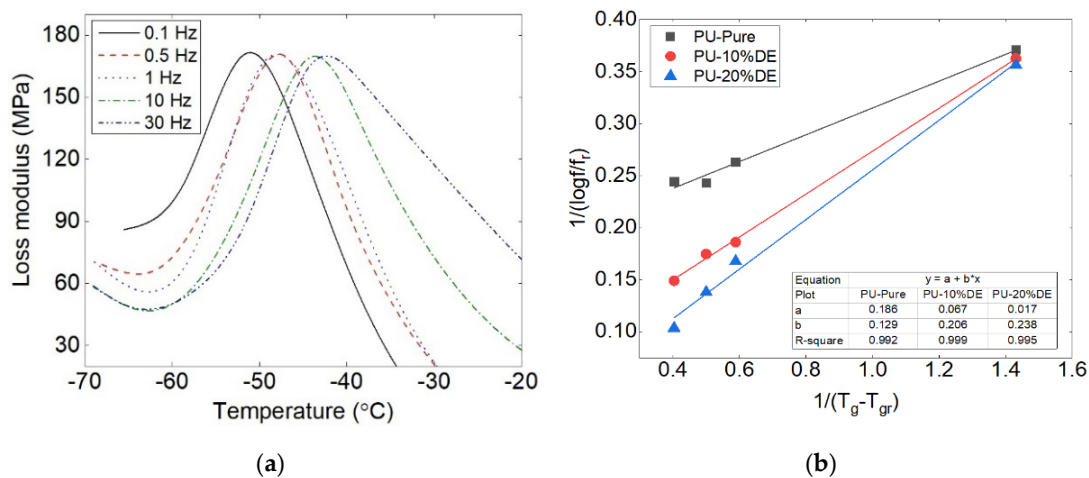 0.1 Hz
0.5 Hz
1 Hz
10 Hz
30 Hz
Loss modulus (MPa)
180
150
120
90
60
30
-70 -60 -50 -40 -30 -20
Temperature (°C)
(a)
PU-Pure
PU-10%DE
PU-20%DE
1/(logf/fr)
0.40
0.35
0.30
0.25
0.20
0.15
0.10
Equation y = a + b*x
Plot PU-Pure PU-10%DE PU-20%DE
a 0.186 0.067 0.017
b 0.129 0.206 0.238
R-square 0.992 0.999 0.995
0.4 0.6 0.8 1.0 1.2 1.4 1.6
1/(Tg-Tgr)
(b)